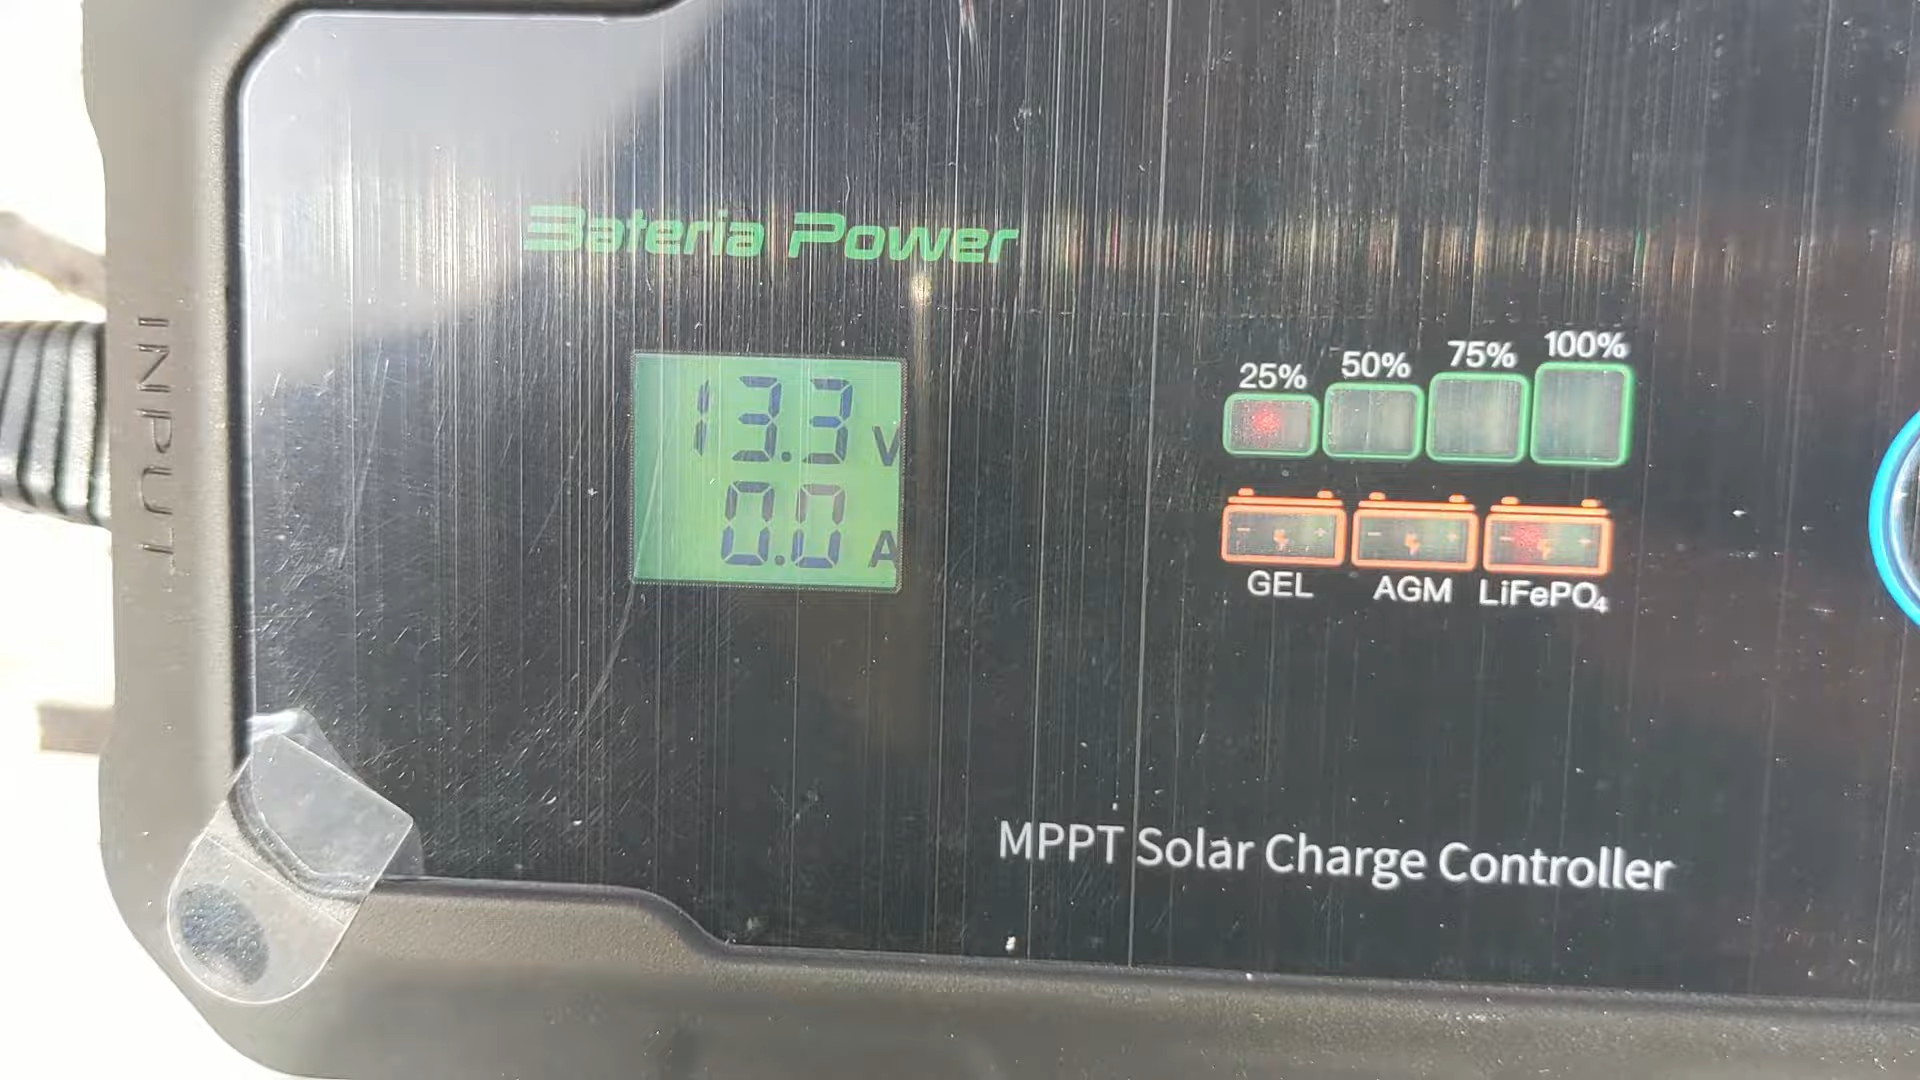 INPUT
Bateria Power
13.3 V
0.0 A
25% 50% 75% 100%
- + - + - +
GEL AGM LiFePO₄
MPPT Solar Charge Controller